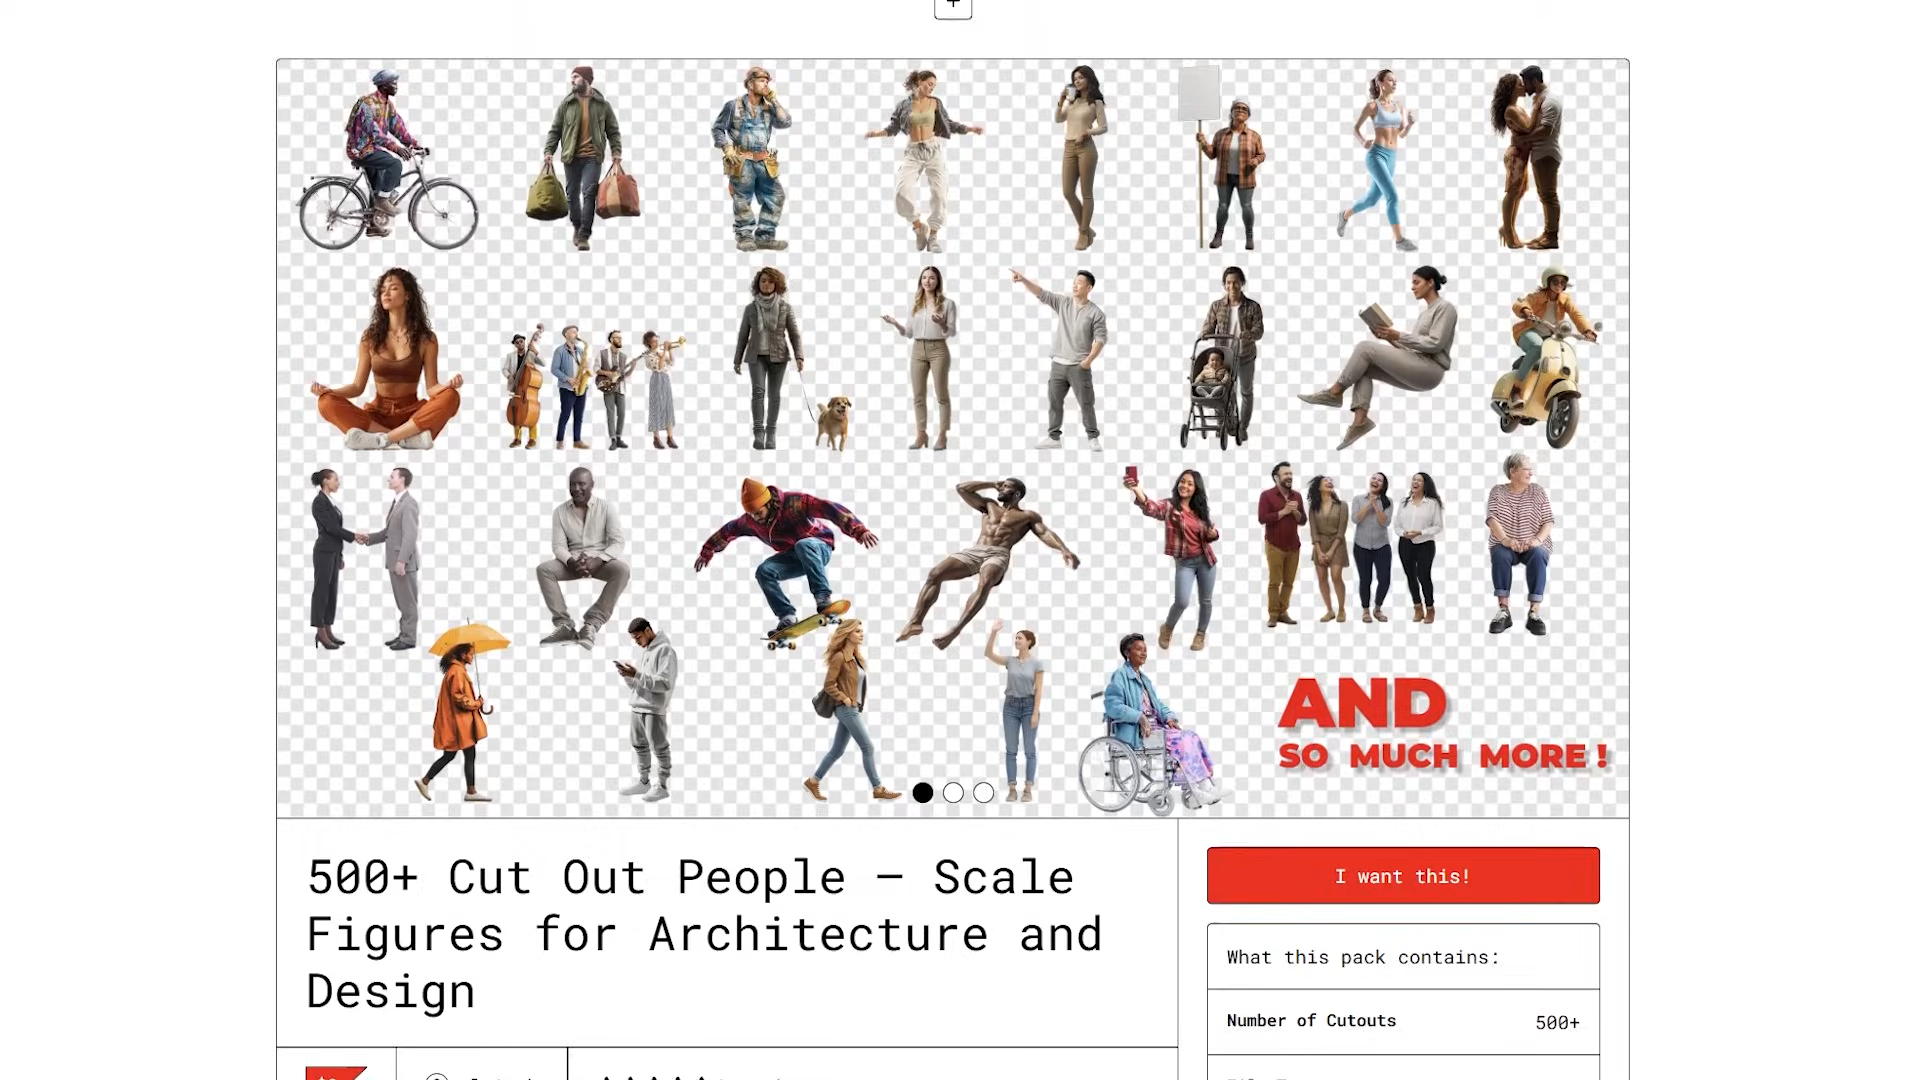 AND
SO MUCH MORE !
500+ Cut Out People — Scale
Figures for Architecture and
Design
I want this!
What this pack contains:
Number of Cutouts
500+